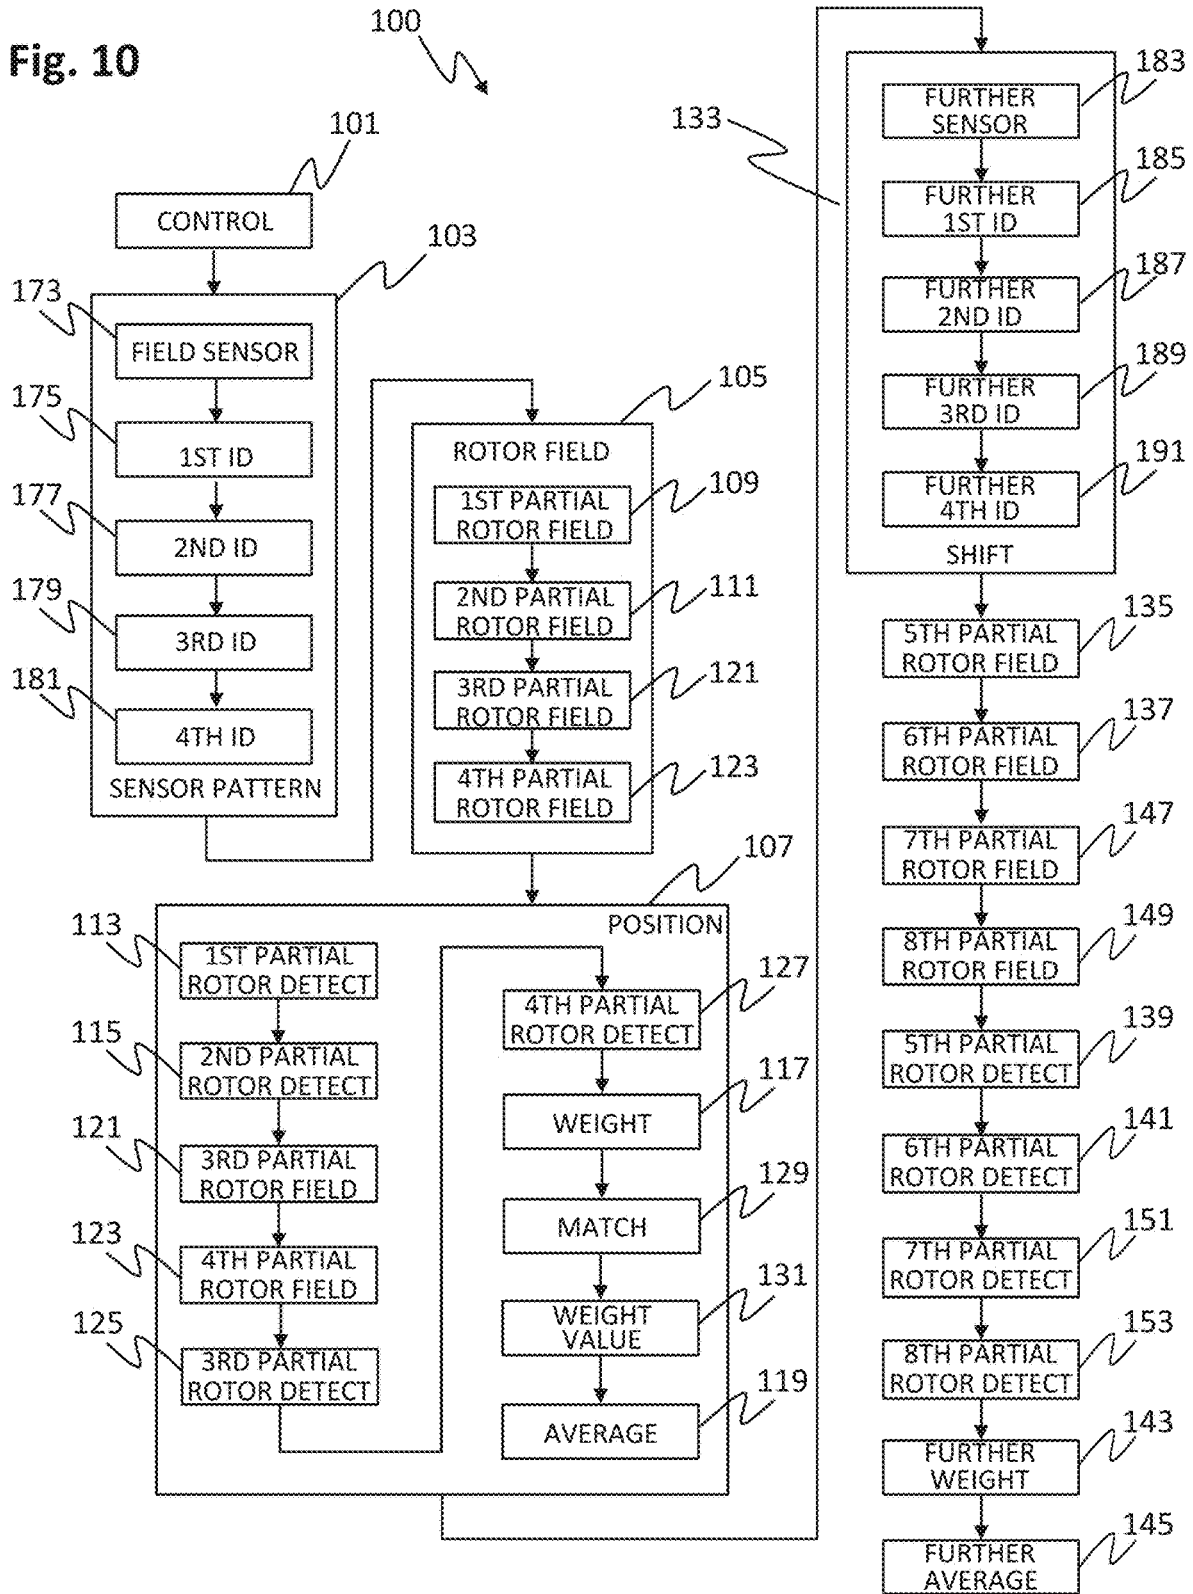 Fig. 10
100
101
CONTROL
103
173
FIELD SENSOR
175
1ST ID
177
2ND ID
179
3RD ID
181
4TH ID
SENSOR PATTERN
105
ROTOR FIELD
109
1ST PARTIAL
ROTOR FIELD
111
2ND PARTIAL
ROTOR FIELD
121
3RD PARTIAL
ROTOR FIELD
123
4TH PARTIAL
ROTOR FIELD
107
POSITION
113
1ST PARTIAL
ROTOR DETECT
115
2ND PARTIAL
ROTOR DETECT
121
3RD PARTIAL
ROTOR FIELD
123
4TH PARTIAL
ROTOR FIELD
125
3RD PARTIAL
ROTOR DETECT
127
4TH PARTIAL
ROTOR DETECT
117
WEIGHT
129
MATCH
131
WEIGHT
VALUE
119
AVERAGE
133
183
FURTHER
SENSOR
185
FURTHER
1ST ID
187
FURTHER
2ND ID
189
FURTHER
3RD ID
191
FURTHER
4TH ID
SHIFT
135
5TH PARTIAL
ROTOR FIELD
137
6TH PARTIAL
ROTOR FIELD
147
7TH PARTIAL
ROTOR FIELD
149
8TH PARTIAL
ROTOR FIELD
139
5TH PARTIAL
ROTOR DETECT
141
6TH PARTIAL
ROTOR DETECT
151
7TH PARTIAL
ROTOR DETECT
153
8TH PARTIAL
ROTOR DETECT
143
FURTHER
WEIGHT
145
FURTHER
AVERAGE